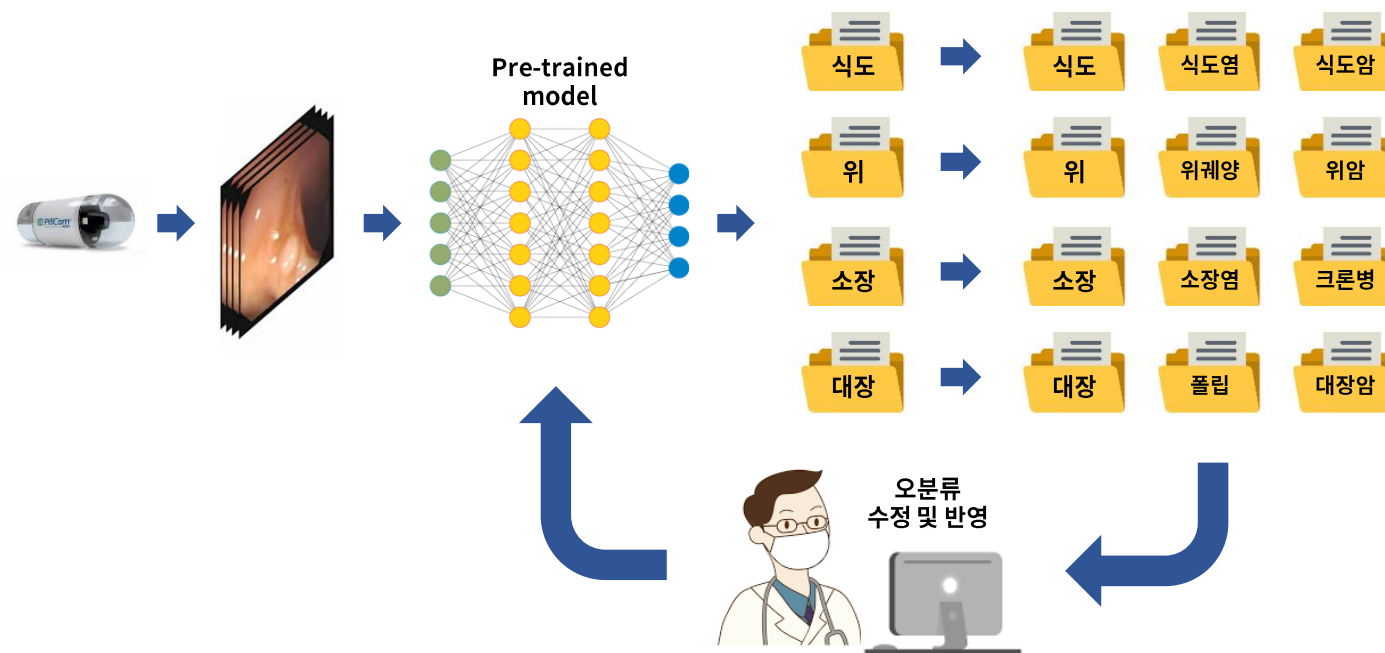 Pre-trained
model
식도
식도
식도염
식도암
위
위
위궤양
위암
소장
소장
소장염
크론병
대장
대장
폴립
대장암
PillCam
오분류
수정 및 반영